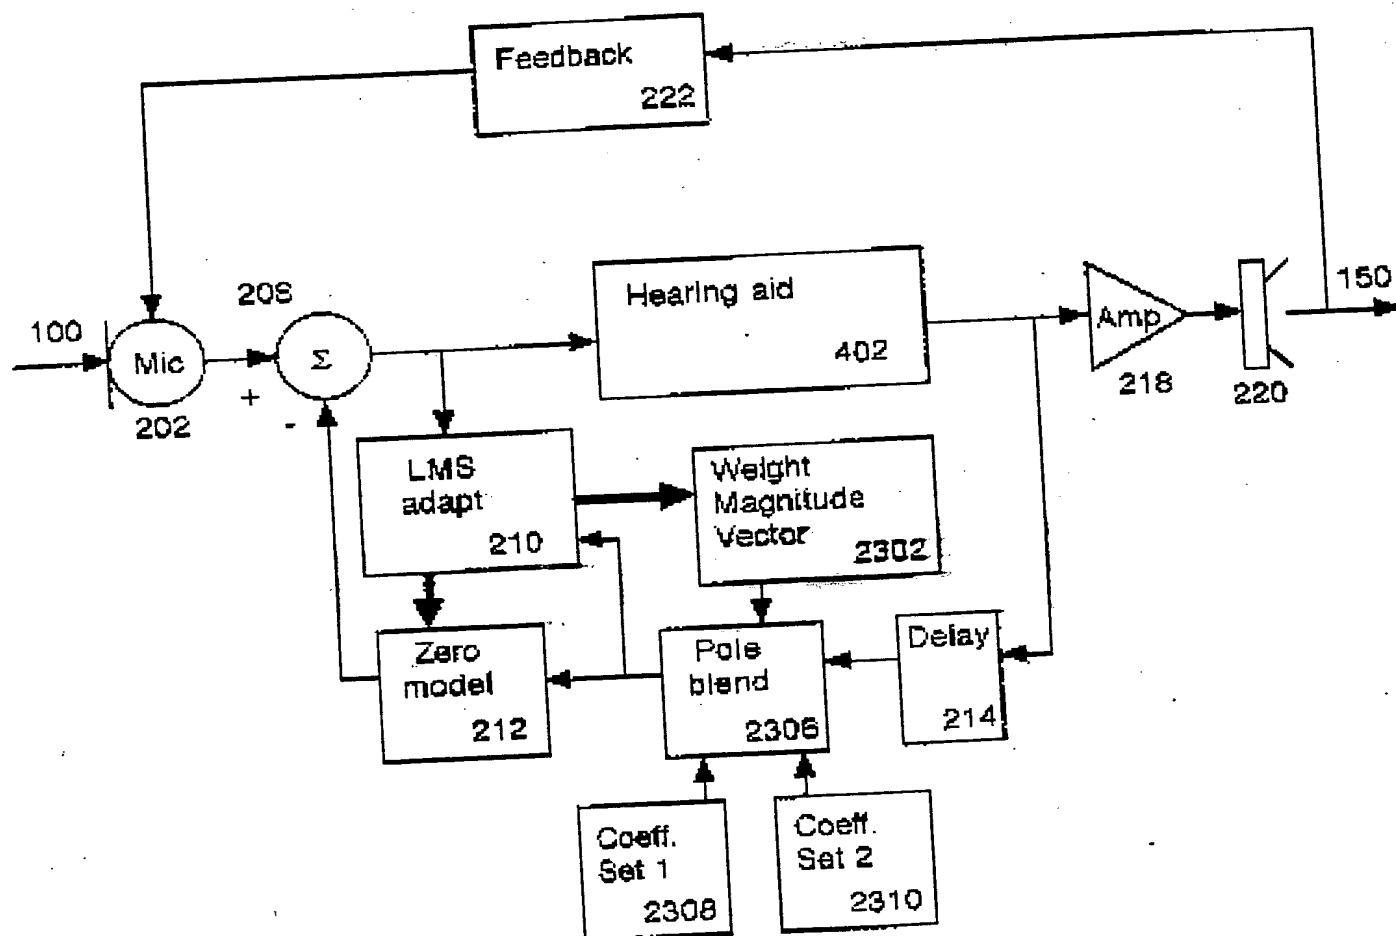 Feedback
222
100
Mic
202
+
-
208
Σ
Hearing aid
402
Amp
218
220
150
LMS
adapt
210
Weight
Magnitude
Vector
2302
Zero
model
212
Pole
blend
2306
Delay
214
Coeff.
Set 1
2308
Coeff.
Set 2
2310